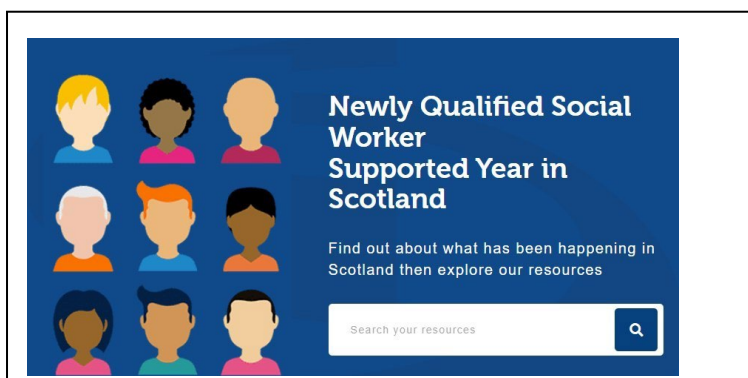 Newly Qualified Social
Worker
Supported Year in
Scotland
Find out about what has been happening in
Scotland then explore our resources
Search your resources